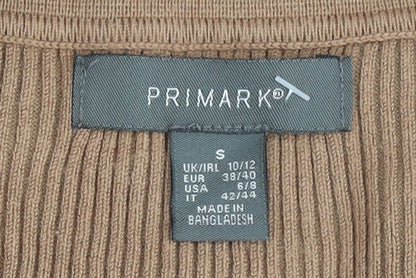 PRIMARK®
S
UK/IRL 10/12
EUR 38/40
USA 6/8
IT 42/44
MADE IN
BANGLADESH